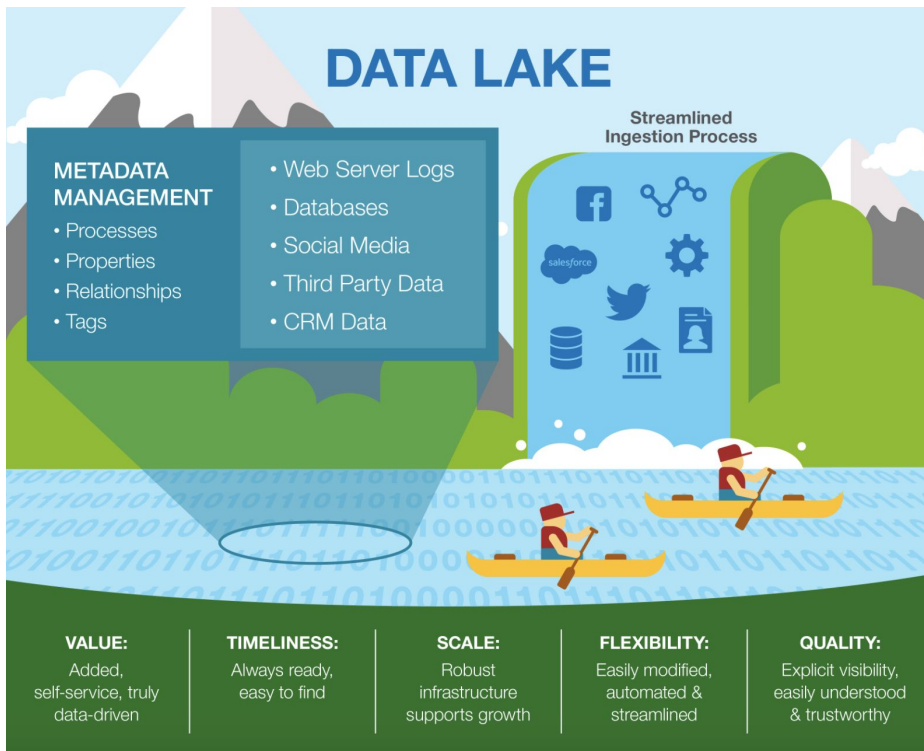 DATA LAKE
Streamlined
Ingestion Process
METADATA
MANAGEMENT
• Processes
• Properties
• Relationships
• Tags
• Web Server Logs
• Databases
• Social Media
• Third Party Data
• CRM Data
salesforce
VALUE:
Added,
self-service, truly
data-driven
TIMELINESS:
Always ready,
easy to find
SCALE:
Robust
infrastructure
supports growth
FLEXIBILITY:
Easily modified,
automated &
streamlined
QUALITY:
Explicit visibility,
easily understood
& trustworthy